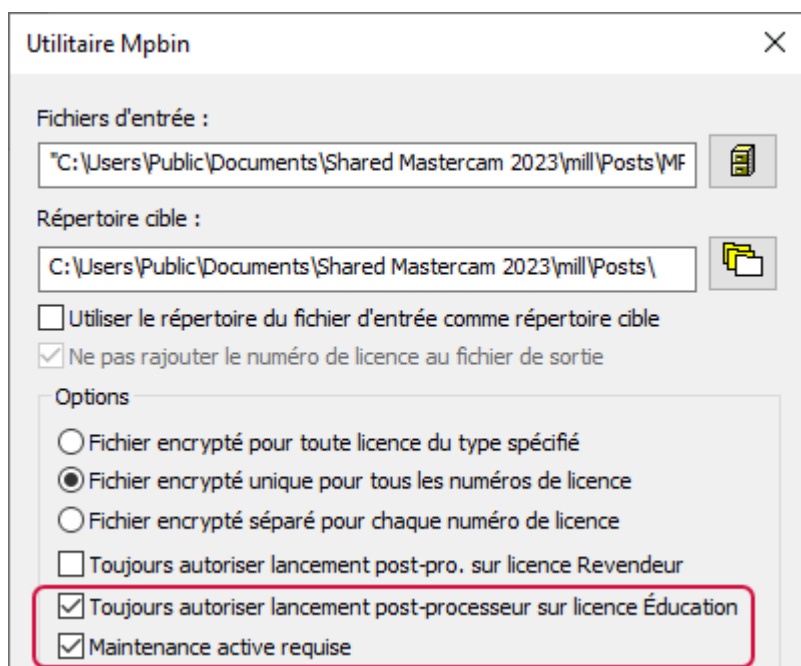 Utilitaire Mpbin
Fichiers d'entrée :
"C:\Users\Public\Documents\Shared Mastercam 2023\mill\Posts\MF
Répertoire cible :
C:\Users\Public\Documents\Shared Mastercam 2023\mill\Posts\
Utiliser le répertoire du fichier d'entrée comme répertoire cible
Ne pas rajouter le numéro de licence au fichier de sortie
Options
Fichier encrypté pour toute licence du type spécifié
Fichier encrypté unique pour tous les numéros de licence
Fichier encrypté séparé pour chaque numéro de licence
Toujours autoriser lancement post-pro. sur licence Revendeur
Toujours autoriser lancement post-processeur sur licence Éducation
Maintenance active requise